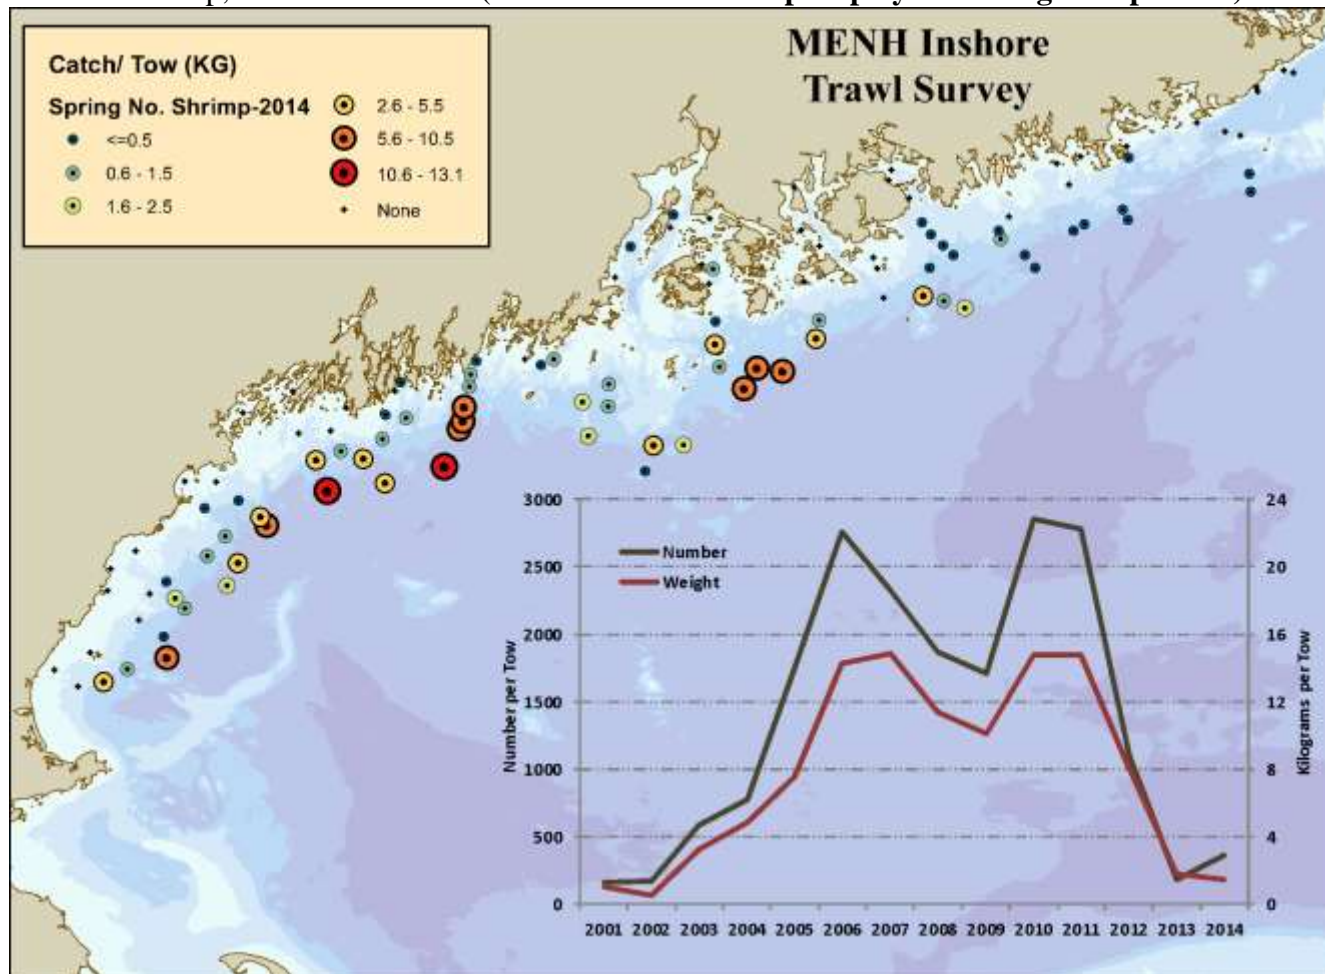 MENH Inshore
Trawl Survey
Catch/ Tow (KG)
Spring No. Shrimp-2014
<=0.5
0.6 - 1.5
1.6 - 2.5
2.6 - 5.5
5.6 - 10.5
10.6 - 13.1
None
Number
Weight
Number per Tow
3000
2500
2000
1500
1000
500
0
Kilograms per Tow
24
20
16
12
8
4
0
2001 2002 2003 2004 2005 2006 2007 2008 2009 2010 2011 2012 2013 2014